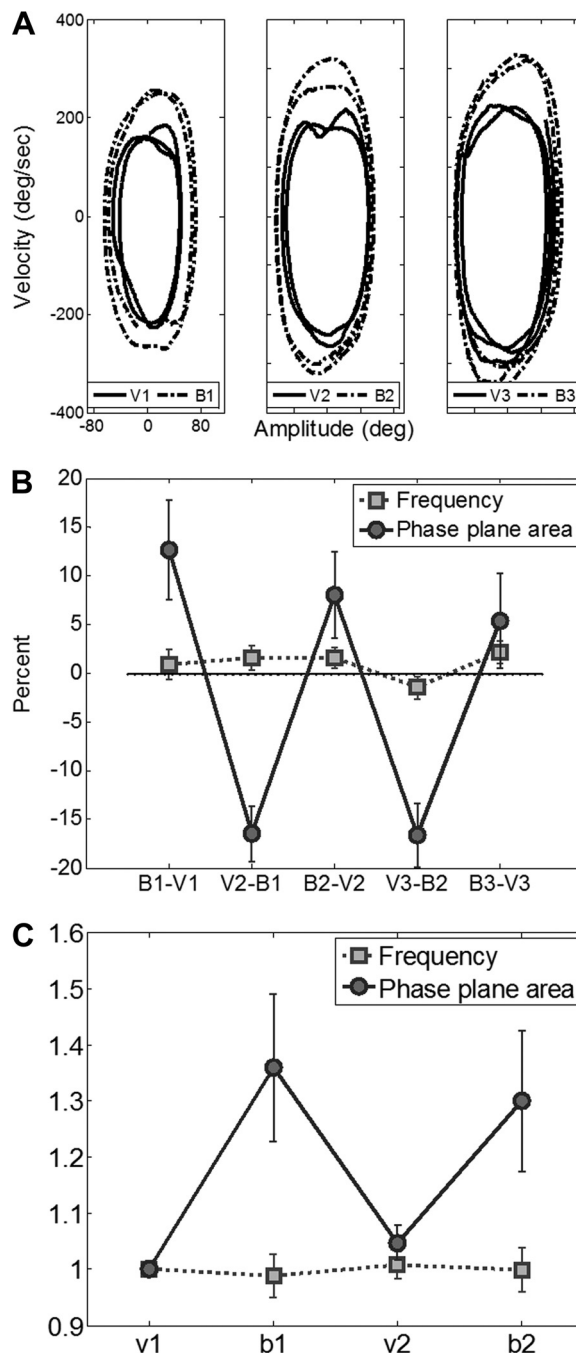 A
400
200
0
-200
-400
Velocity (deg/sec)
V1 B1
V2 B2
V3 B3
-80 0 80
Amplitude (deg)
B
20
15
10
5
0
-5
-10
-15
-20
Percent
Frequency
Phase plane area
B1-V1 V2-B1 B2-V2 V3-B2 B3-V3
C
1.6
1.5
1.4
1.3
1.2
1.1
1
0.9
Frequency
Phase plane area
v1 b1 v2 b2